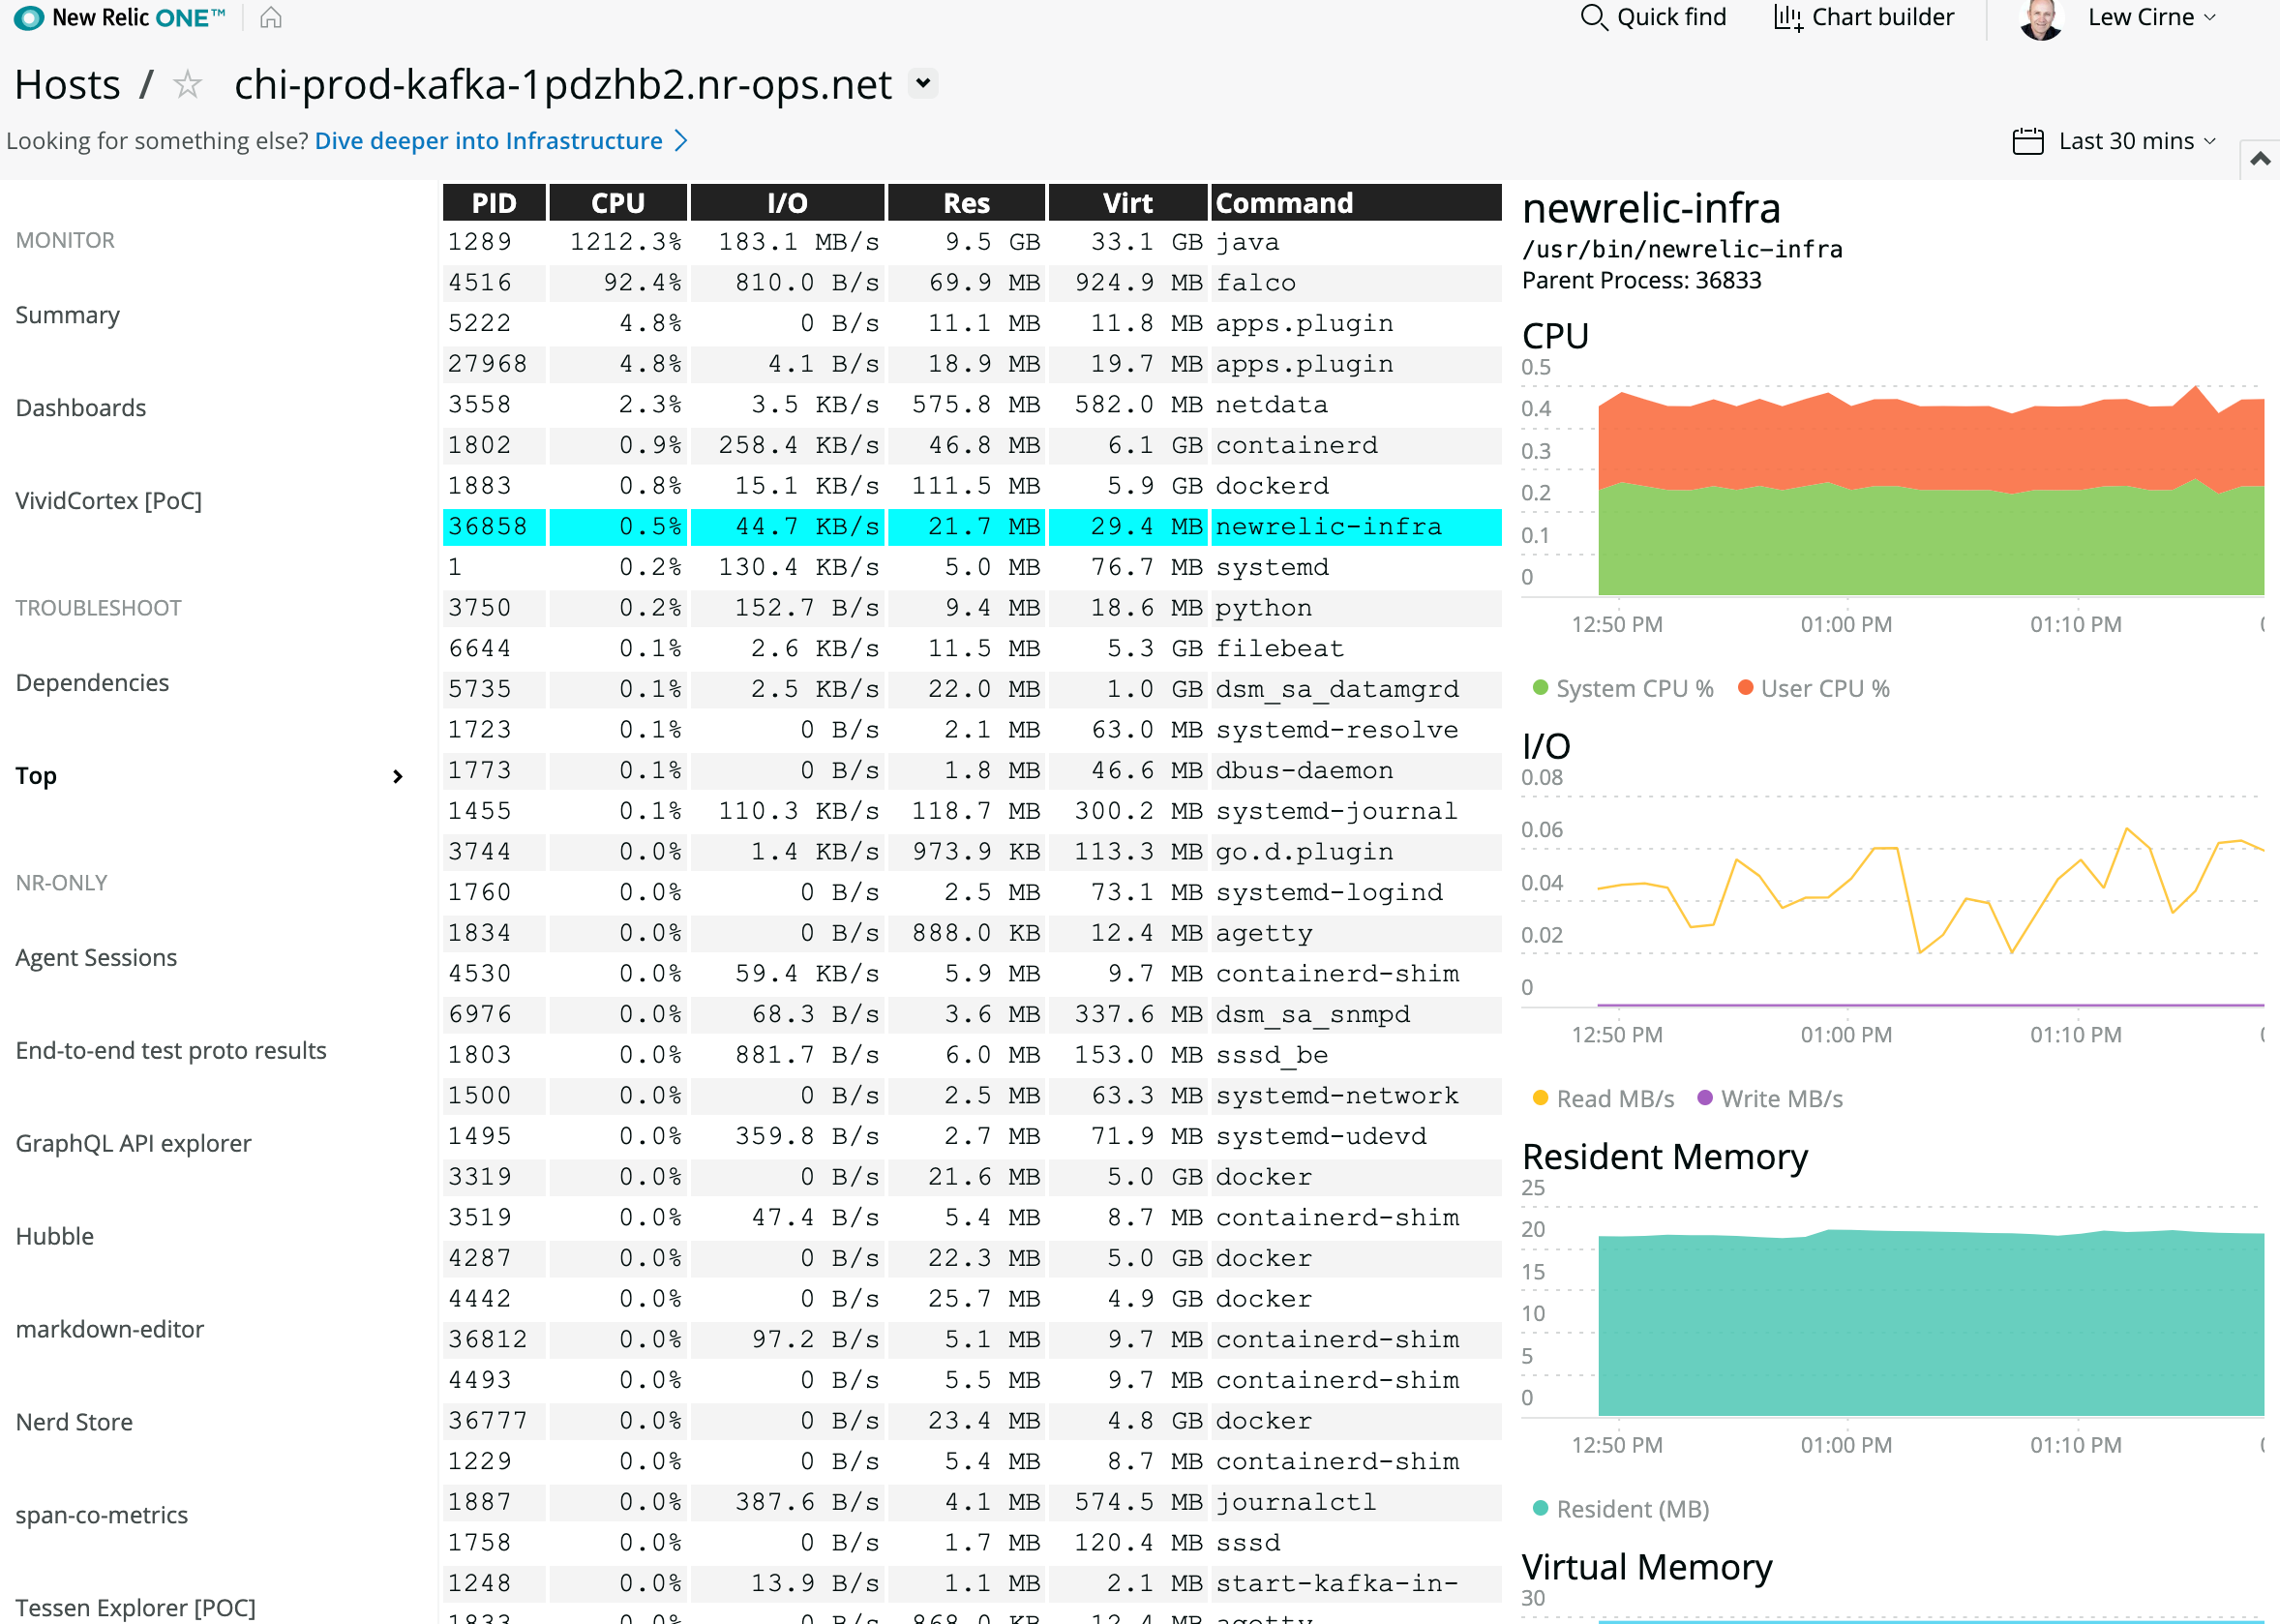 New Relic ONE™
Quick find
Chart builder
Lew Cirne
Hosts / chi-prod-kafka-1pdzhb2.nr-ops.net
Looking for something else? Dive deeper into Infrastructure
Last 30 mins
MONITOR
Summary
Dashboards
VividCortex [PoC]
TROUBLESHOOT
Dependencies
Top
NR-ONLY
Agent Sessions
End-to-end test proto results
GraphQL API explorer
Hubble
markdown-editor
Nerd Store
span-co-metrics
Tessen Explorer [POC]
PID CPU I/O Res Virt Command
1289 1212.3% 183.1 MB/s 9.5 GB 33.1 GB java
4516 92.4% 810.0 B/s 69.9 MB 924.9 MB falco
5222 4.8% 0 B/s 11.1 MB 11.8 MB apps.plugin
27968 4.8% 4.1 B/s 18.9 MB 19.7 MB apps.plugin
3558 2.3% 3.5 KB/s 575.8 MB 582.0 MB netdata
1802 0.9% 258.4 KB/s 46.8 MB 6.1 GB containerd
1883 0.8% 15.1 KB/s 111.5 MB 5.9 GB dockerd
36858 0.5% 44.7 KB/s 21.7 MB 29.4 MB newrelic-infra
1 0.2% 130.4 KB/s 5.0 MB 76.7 MB systemd
3750 0.2% 152.7 B/s 9.4 MB 18.6 MB python
6644 0.1% 2.6 KB/s 11.5 MB 5.3 GB filebeat
5735 0.1% 2.5 KB/s 22.0 MB 1.0 GB dsm_sa_datamgrd
1723 0.1% 0 B/s 2.1 MB 63.0 MB systemd-resolve
1773 0.1% 0 B/s 1.8 MB 46.6 MB dbus-daemon
1455 0.1% 110.3 KB/s 118.7 MB 300.2 MB systemd-journal
3744 0.0% 1.4 KB/s 973.9 KB 113.3 MB go.d.plugin
1760 0.0% 0 B/s 2.5 MB 73.1 MB systemd-logind
1834 0.0% 0 B/s 888.0 KB 12.4 MB agetty
4530 0.0% 59.4 KB/s 5.9 MB 9.7 MB containerd-shim
6976 0.0% 68.3 B/s 3.6 MB 337.6 MB dsm_sa_snmpd
1803 0.0% 881.7 B/s 6.0 MB 153.0 MB sssd_be
1500 0.0% 0 B/s 2.5 MB 63.3 MB systemd-network
1495 0.0% 359.8 B/s 2.7 MB 71.9 MB systemd-udevd
3319 0.0% 0 B/s 21.6 MB 5.0 GB docker
3519 0.0% 47.4 B/s 5.4 MB 8.7 MB containerd-shim
4287 0.0% 0 B/s 22.3 MB 5.0 GB docker
4442 0.0% 0 B/s 25.7 MB 4.9 GB docker
36812 0.0% 97.2 B/s 5.1 MB 9.7 MB containerd-shim
4493 0.0% 0 B/s 5.5 MB 9.7 MB containerd-shim
36777 0.0% 0 B/s 23.4 MB 4.8 GB docker
1229 0.0% 0 B/s 5.4 MB 8.7 MB containerd-shim
1887 0.0% 387.6 B/s 4.1 MB 574.5 MB journalctl
1758 0.0% 0 B/s 1.7 MB 120.4 MB sssd
1248 0.0% 13.9 B/s 1.1 MB 2.1 MB start-kafka-in-
1833 0.0% 0 B/s 868.0 KB 12.4 MB agetty
newrelic-infra
/usr/bin/newrelic-infra
Parent Process: 36833
CPU
0.5
0.4
0.3
0.2
0.1
0
12:50 PM 01:00 PM 01:10 PM
System CPU % User CPU %
I/O
0.08
0.06
0.04
0.02
0
12:50 PM 01:00 PM 01:10 PM
Read MB/s Write MB/s
Resident Memory
25
20
15
10
5
0
12:50 PM 01:00 PM 01:10 PM
Resident (MB)
Virtual Memory
30